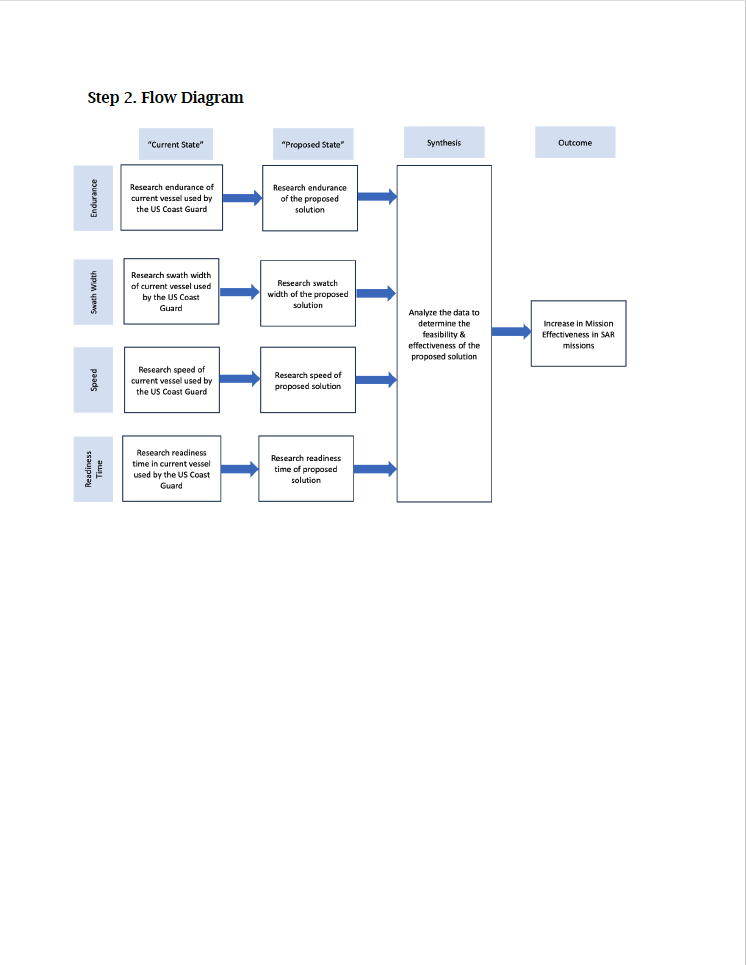 Step 2. Flow Diagram
“Current State”
“Proposed State”
Synthesis
Outcome
Endurance
Research endurance of
current vessel used by
the US Coast Guard
Research endurance
of the proposed
solution
Swath Width
Research swath width
of current vessel used
by the US Coast
Guard
Research swatch
width of the proposed
solution
Analyze the data to
determine the
feasibility &
effectiveness of the
proposed solution
Increase in Mission
Effectiveness in SAR
missions
Speed
Research speed of
current vessel used by
the US Coast Guard
Research speed of
proposed solution
Readiness
Time
Research readiness
time in current vessel
used by the US Coast
Guard
Research readiness
time of proposed
solution